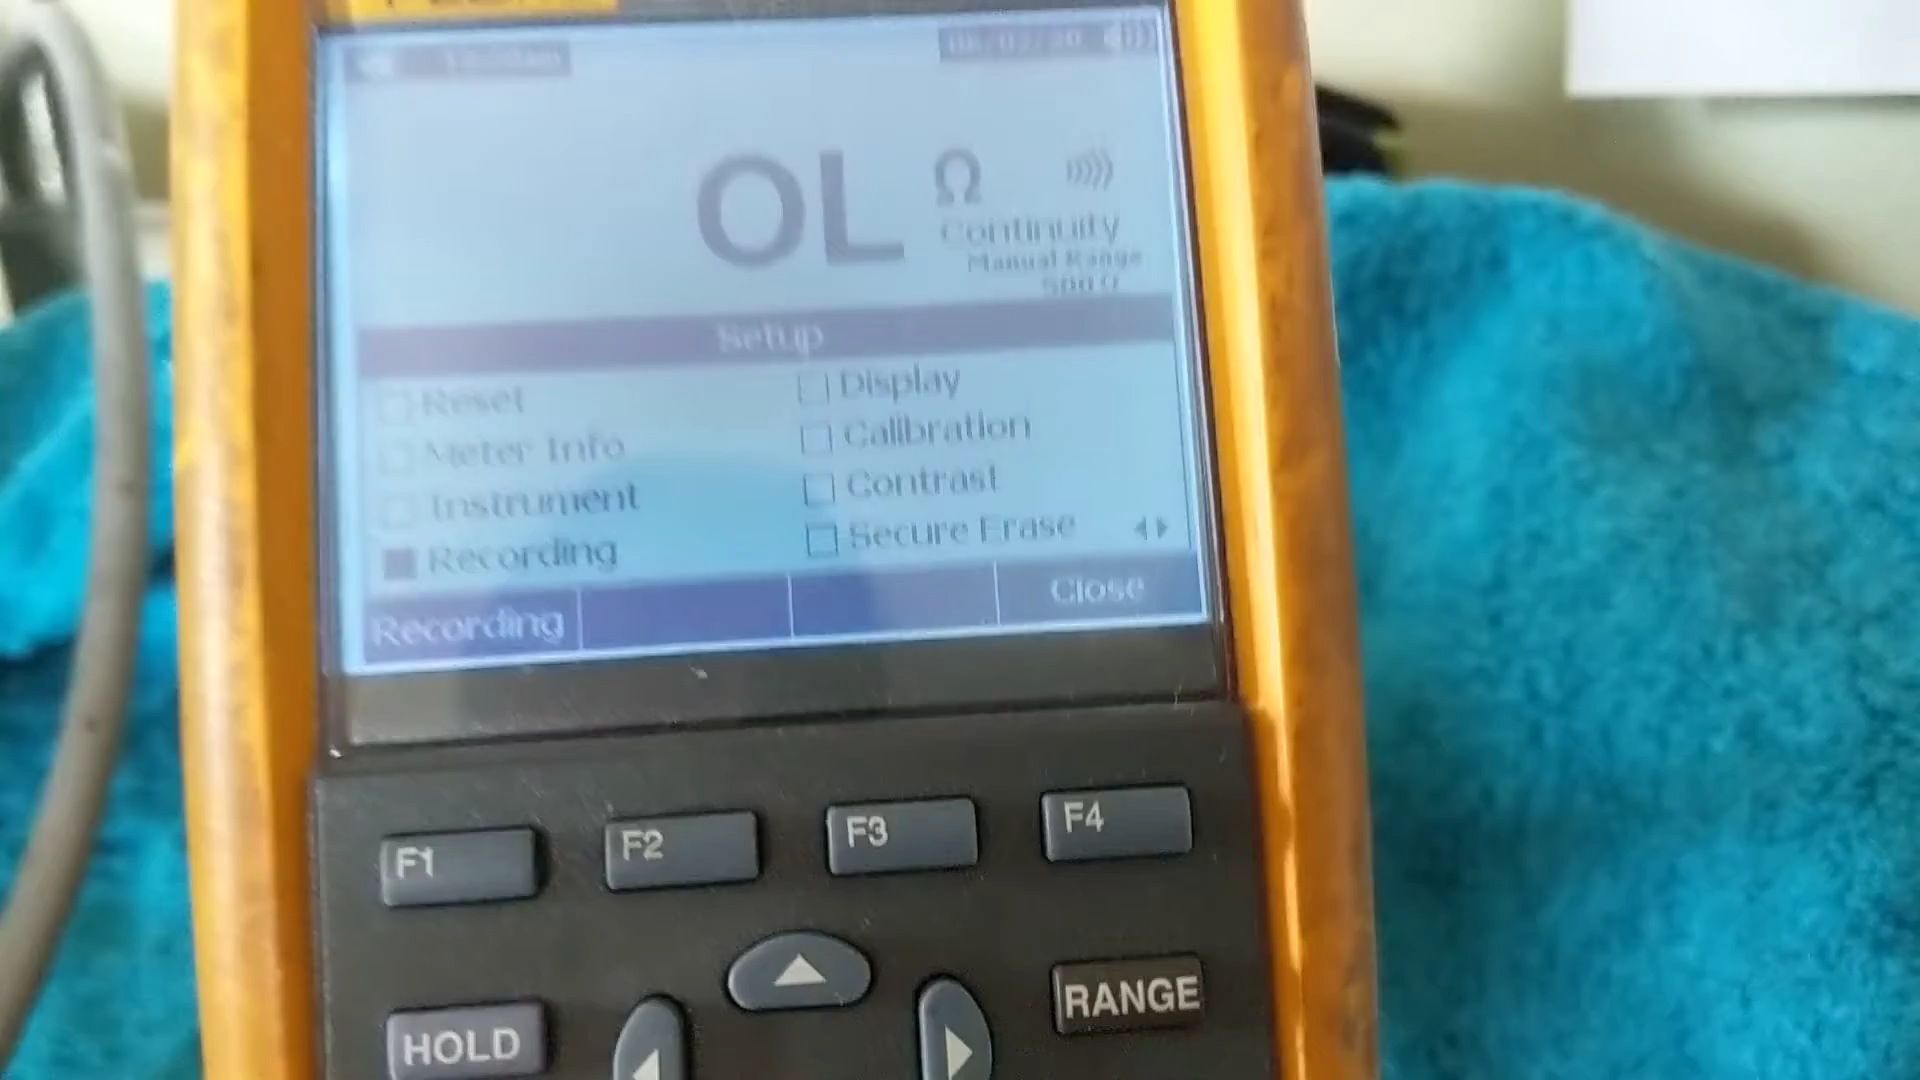 OL Ω
Continuity
Manual Range
500 Ω
Setup
Reset
Display
Meter Info
Calibration
Instrument
Contrast
Recording
Secure Erase
Recording
Close
F1
F2
F3
F4
HOLD
RANGE